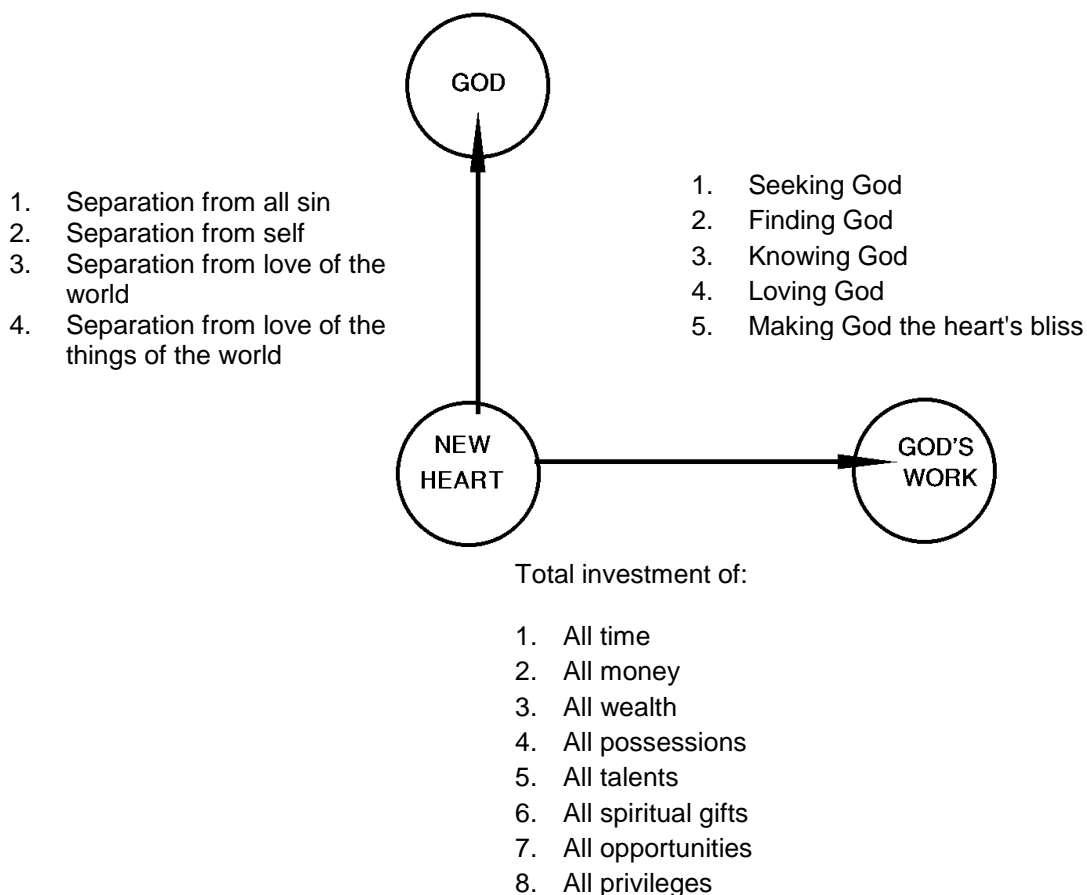 GOD
1. Separation from all sin
2. Separation from self
3. Separation from love of the
world
4. Separation from love of the
things of the world
1. Seeking God
2. Finding God
3. Knowing God
4. Loving God
5. Making God the heart's bliss
NEW
HEART
GOD'S
WORK
Total investment of:
1. All time
2. All money
3. All wealth
4. All possessions
5. All talents
6. All spiritual gifts
7. All opportunities
8. All privileges